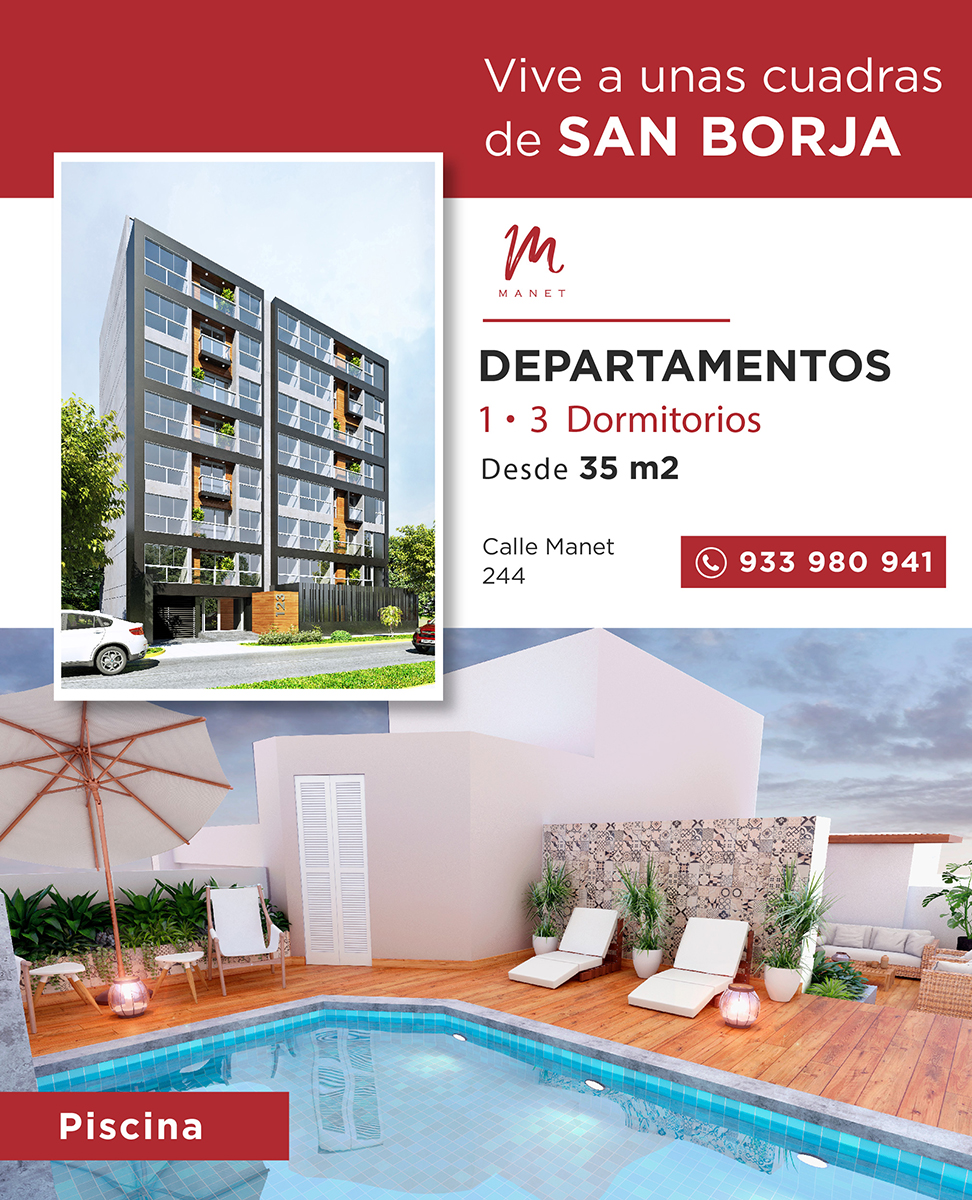 Vive a unas cuadras
de SAN BORJA
M
MANET
DEPARTAMENTOS
1 • 3 Dormitorios
Desde 35 m2
Calle Manet
244
933 980 941
123
Piscina